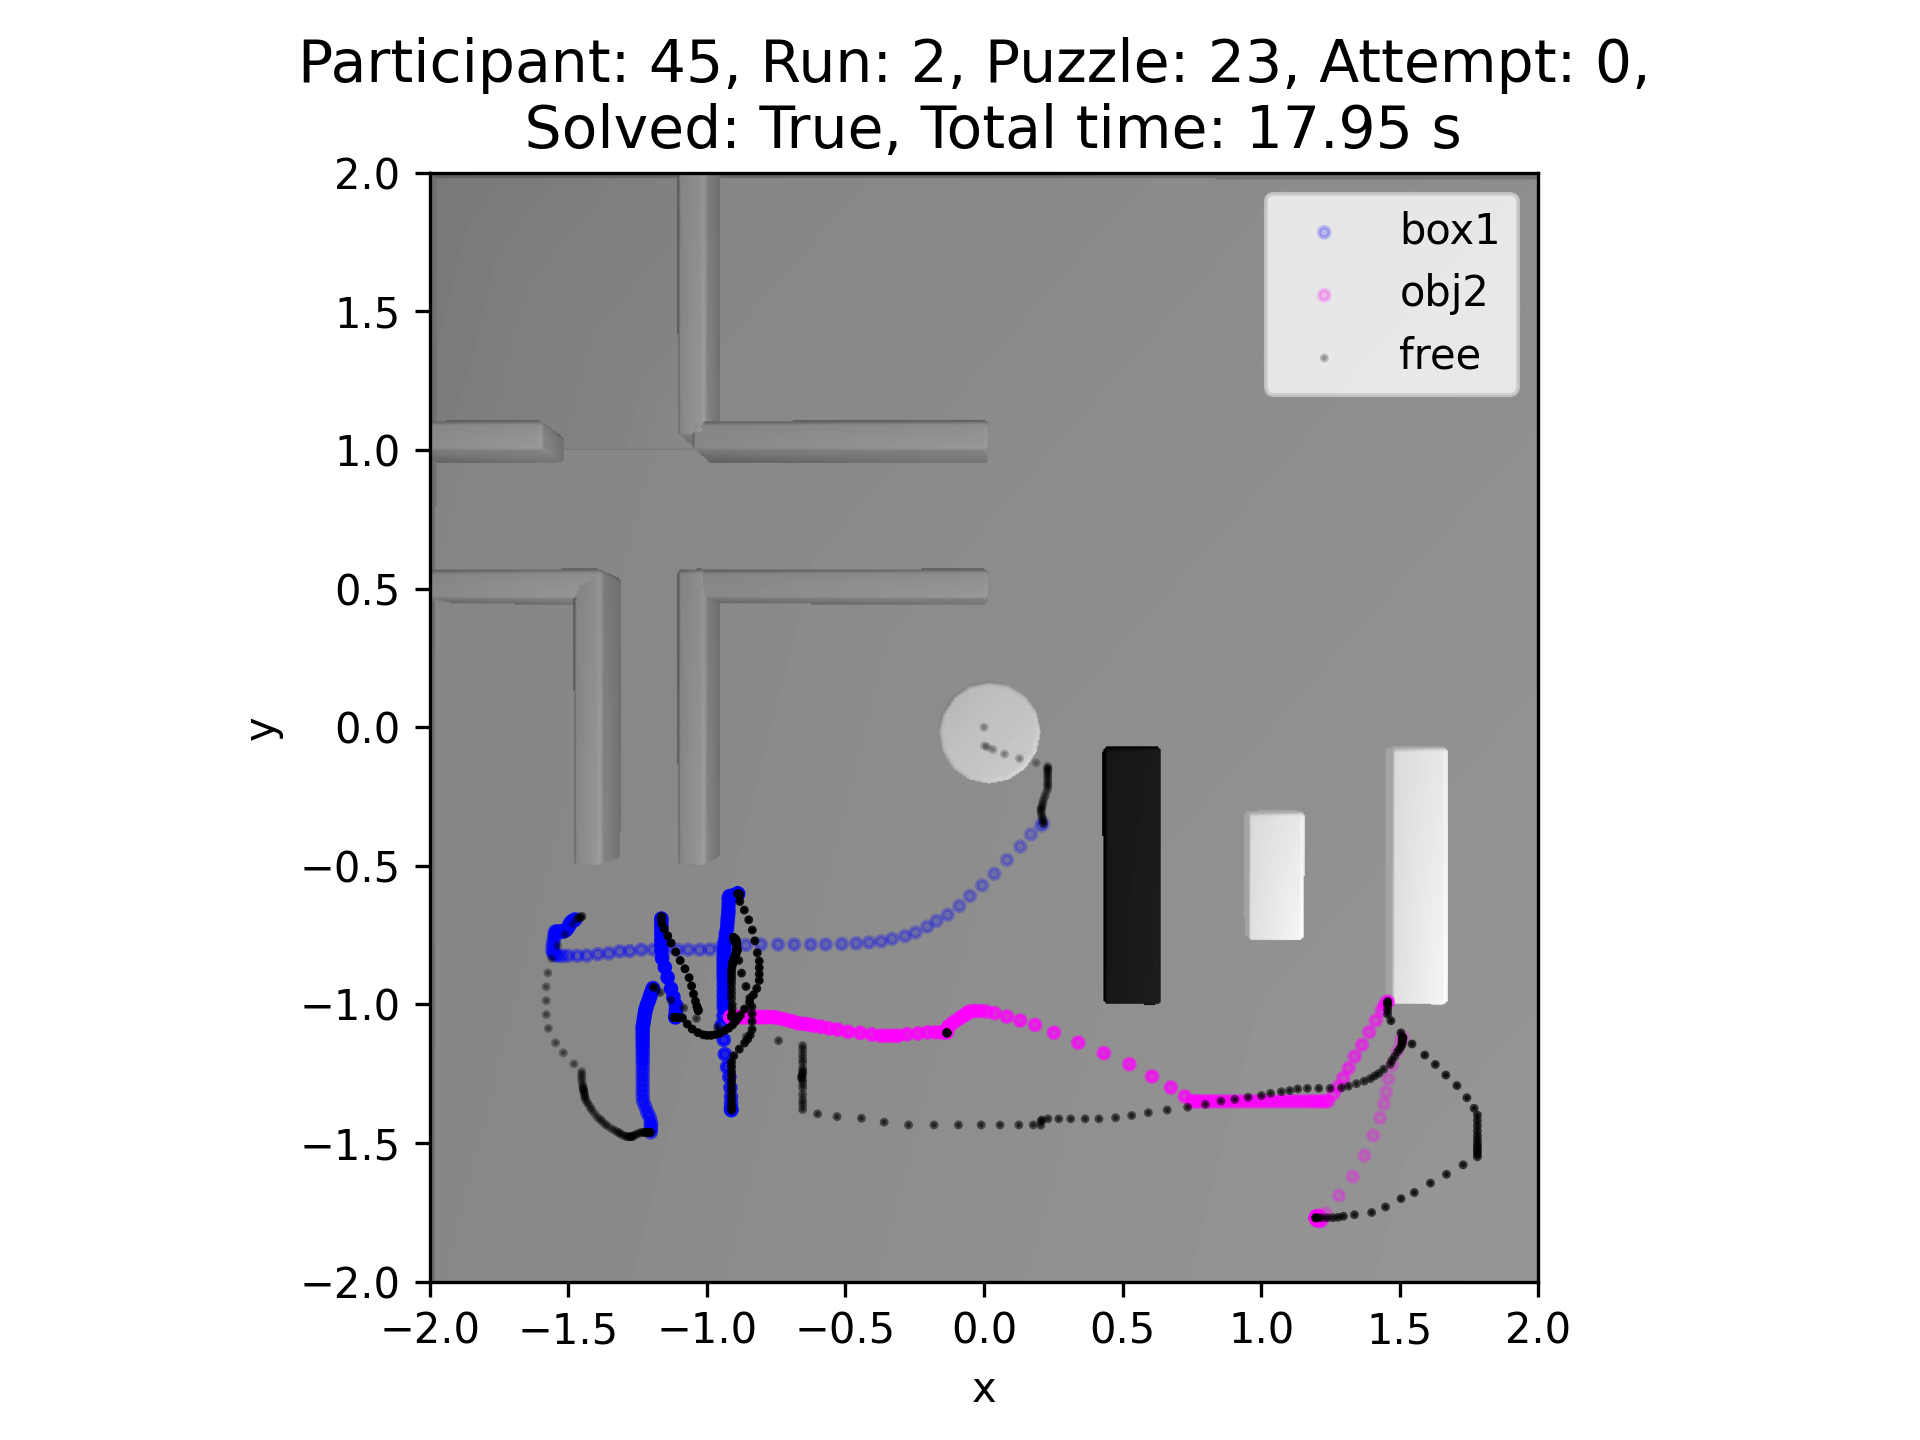 Participant: 45, Run: 2, Puzzle: 23, Attempt: 0,
Solved: True, Total time: 17.95 s
2.0
1.5
1.0
0.5
0.0
−0.5
−1.0
−1.5
−2.0
y
box1
obj2
free
−2.0 −1.5 −1.0 −0.5 0.0 0.5 1.0 1.5 2.0
x